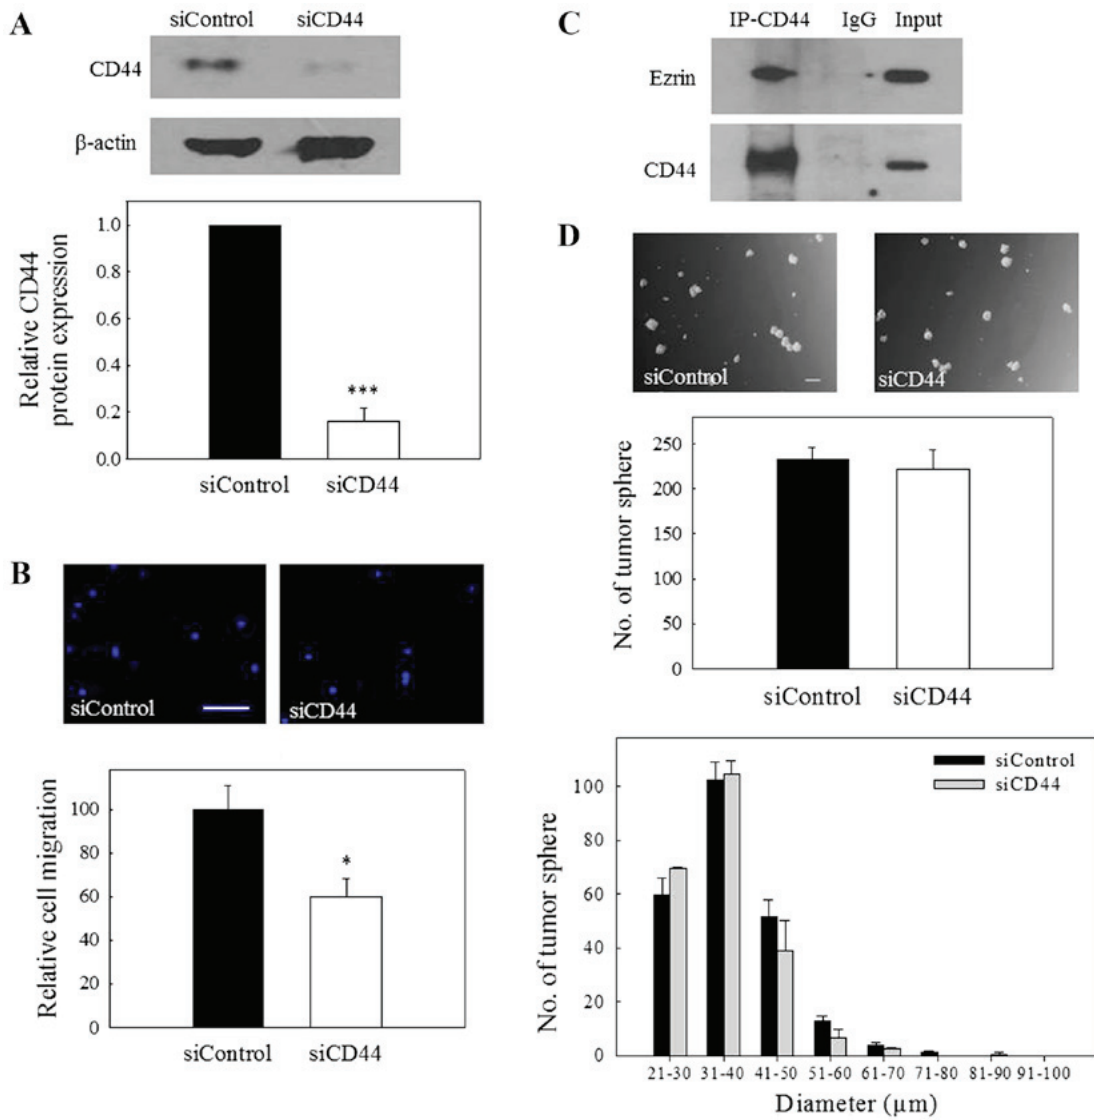 A
siControl siCD44
CD44
β-actin
Relative CD44
protein expression
1.0
0.8
0.6
0.4
0.2
0.0
***
siControl siCD44
B
siControl
siCD44
Relative cell migration
100
80
60
40
20
0
*
siControl siCD44
C
IP-CD44 IgG Input
Ezrin
CD44
D
siControl
siCD44
No. of tumor sphere
250
200
150
100
50
0
siControl siCD44
No. of tumor sphere
100
80
60
40
20
0
siControl
siCD44
21-30 31-40 41-50 51-60 61-70 71-80 81-90 91-100
Diameter (µm)